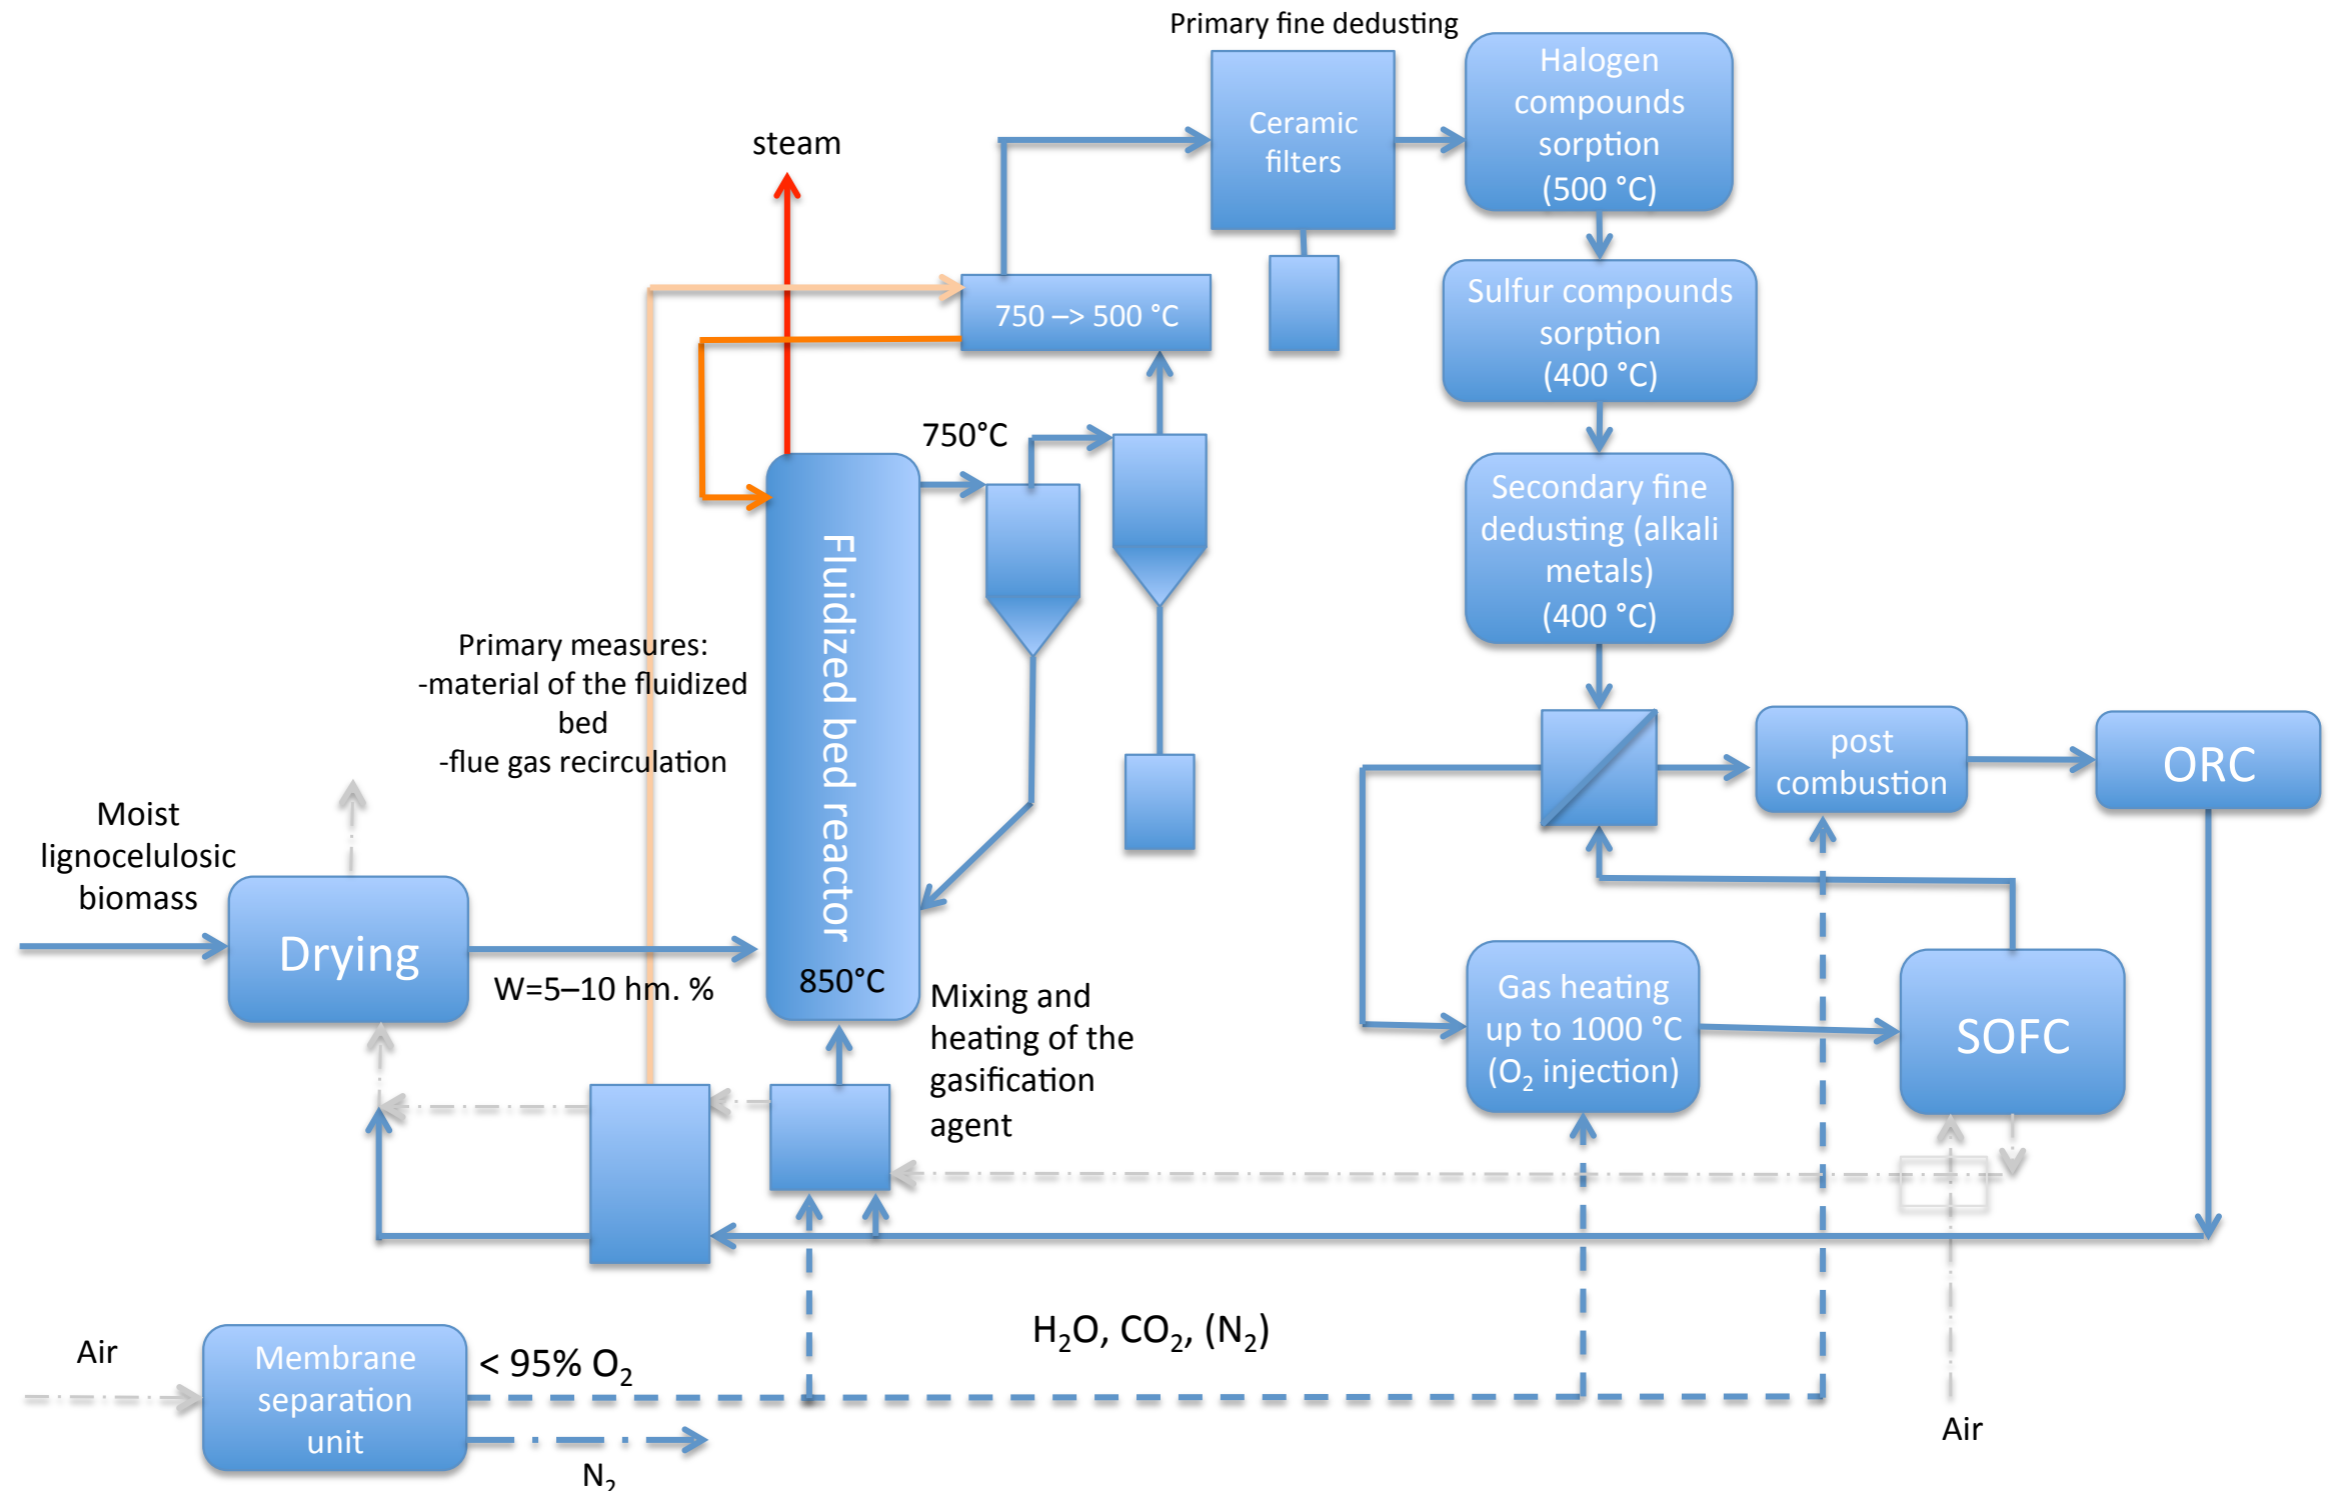 Primary fine dedusting
Halogen
compounds
sorption
(500 °C)
Ceramic
filters
steam
750 –> 500 °C
Sulfur compounds
sorption
(400 °C)
750°C
Secondary fine
dedusting (alkali
metals)
(400 °C)
Fluidized bed reactor
850°C
Primary measures:
-material of the fluidized
bed
-flue gas recirculation
post
combustion
ORC
Moist
lignocelulosic
biomass
Drying
W=5–10 hm. %
Mixing and
heating of the
gasification
agent
Gas heating
up to 1000 °C
(O₂ injection)
SOFC
H₂O, CO₂, (N₂)
Air
Membrane
separation
unit
< 95% O₂
N₂
Air